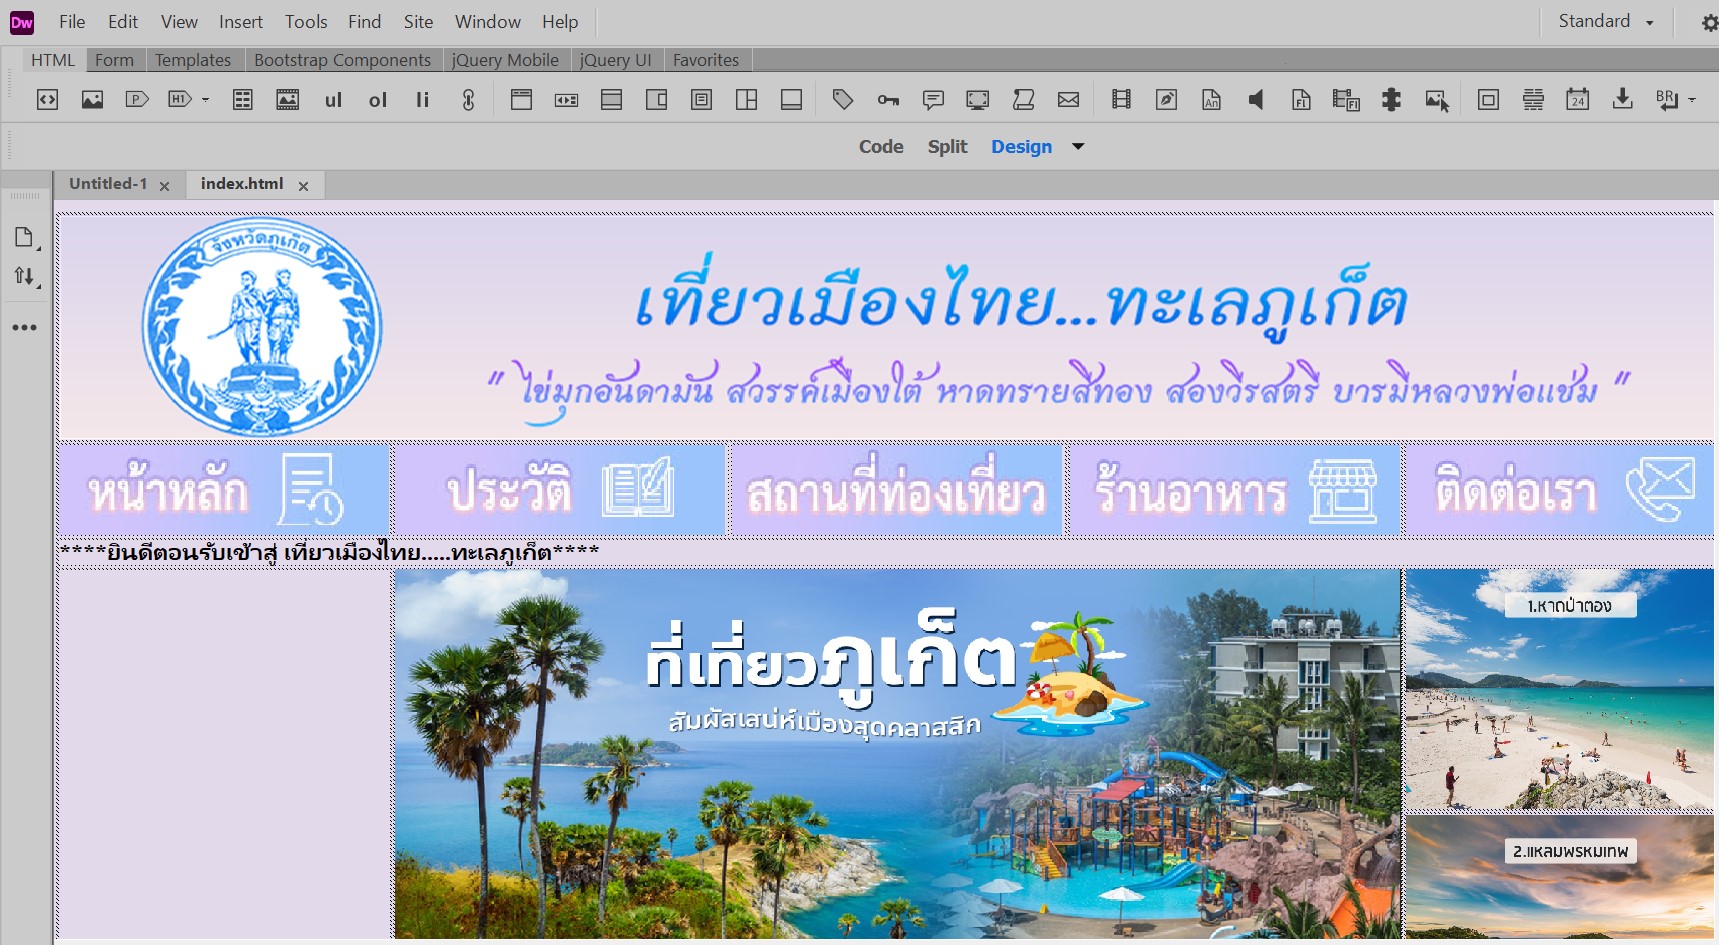 Dw File Edit View Insert Tools Find Site Window Help Standard
HTML Form Templates Bootstrap Components jQuery Mobile jQuery UI Favorites
P H1 ul ol li An FL FL 24 BR
Code Split Design
Untitled-1 index.html
จังหวัดภูเก็ต
เที่ยวเมืองไทย...ทะเลภูเก็ต
" ไข่มุกอันดามัน สวรรค์เมืองใต้ หาดทรายสีทอง สองวีรสตรี บารมีหลวงพ่อแช่ม "
หน้าหลัก ประวัติ สถานที่ท่องเที่ยว ร้านอาหาร ติดต่อเรา
****ยินดีตอนรับเข้าสู่ เที่ยวเมืองไทย.....ทะเลภูเก็ต****
ที่เที่ยวภูเก็ต
สัมผัสเสน่ห์เมืองสุดคลาสสิก
1.หาดป่าตอง
2.แหลมพรหมเทพ